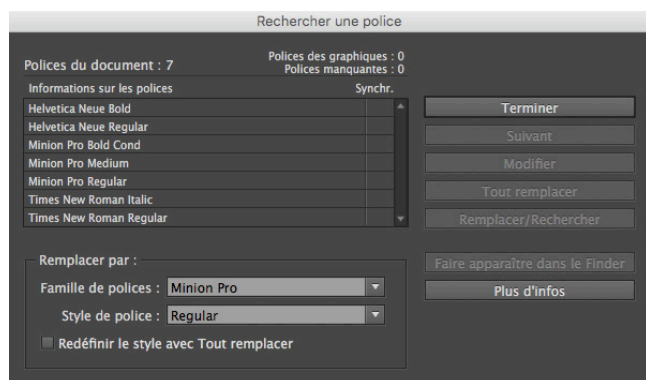 Rechercher une police
Polices du document : 7
Polices des graphiques : 0
Polices manquantes : 0
Informations sur les polices Synchr.
Helvetica Neue Bold
Helvetica Neue Regular
Minion Pro Bold Cond
Minion Pro Medium
Minion Pro Regular
Times New Roman Italic
Times New Roman Regular
Terminer
Suivant
Modifier
Tout remplacer
Remplacer/Rechercher
Faire apparaître dans le Finder
Plus d'infos
Remplacer par :
Famille de polices : Minion Pro
Style de police : Regular
Redéfinir le style avec Tout remplacer